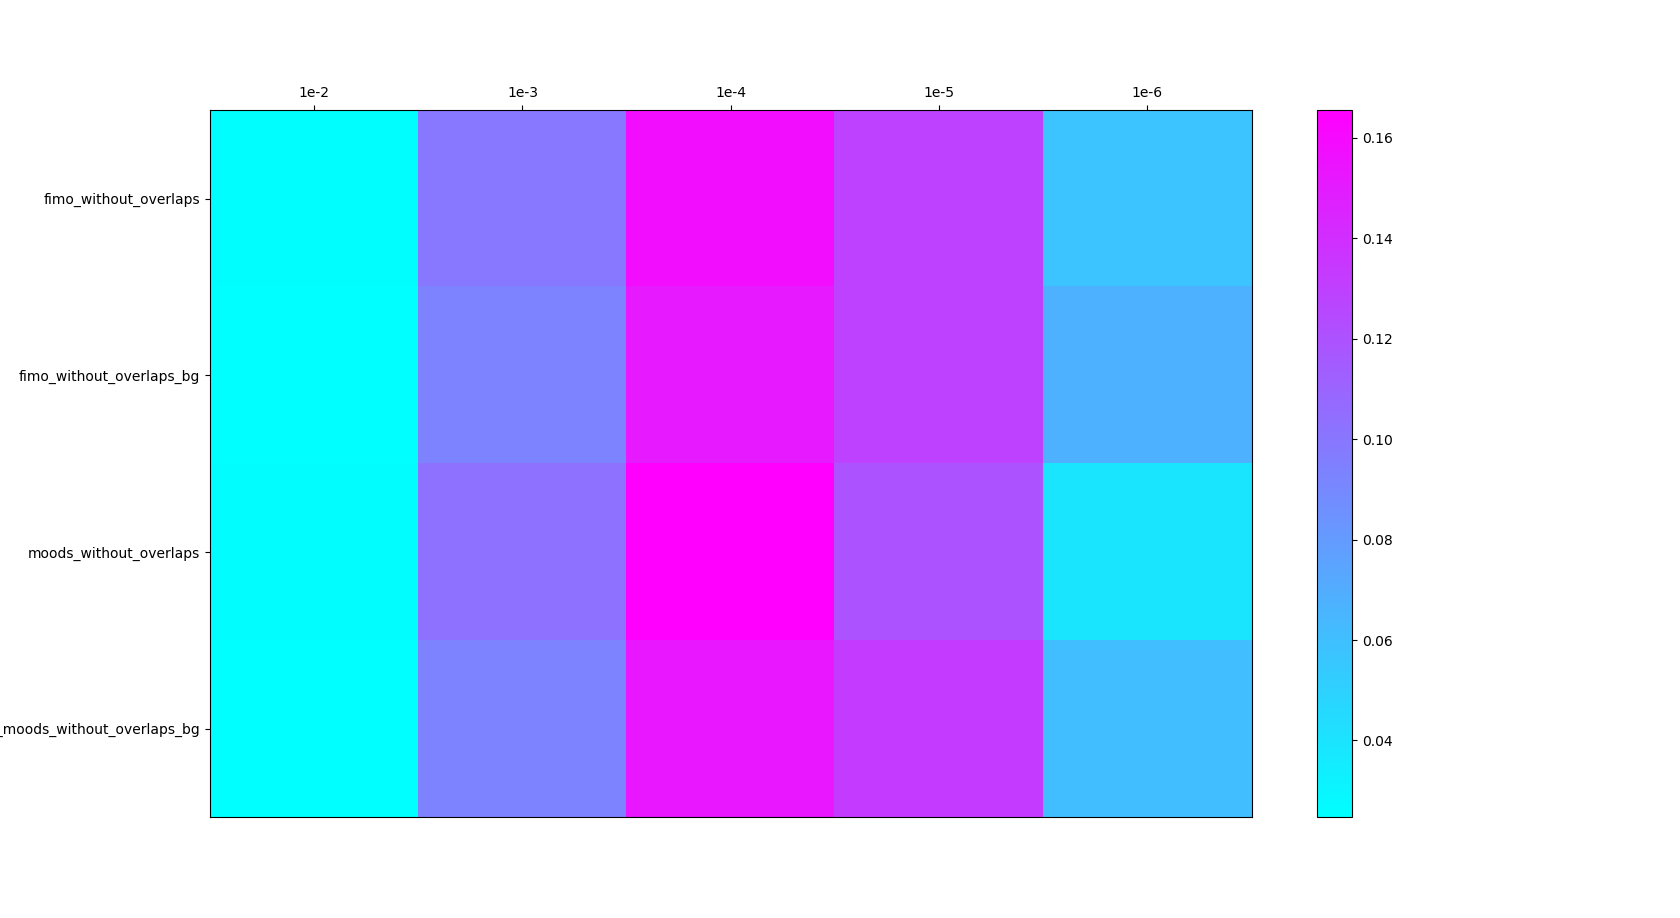 1e-2 1e-3 1e-4 1e-5 1e-6
fimo_without_overlaps
fimo_without_overlaps_bg
moods_without_overlaps
_moods_without_overlaps_bg
0.16
0.14
0.12
0.10
0.08
0.06
0.04